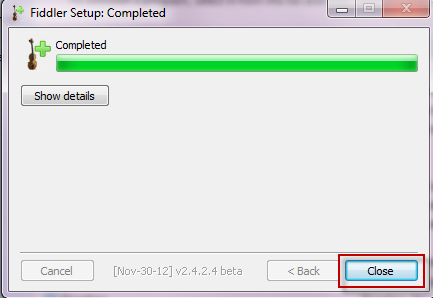 Fiddler Setup: Completed
Completed
Show details
Cancel
[Nov-30-12] v2.4.2.4 beta
< Back
Close